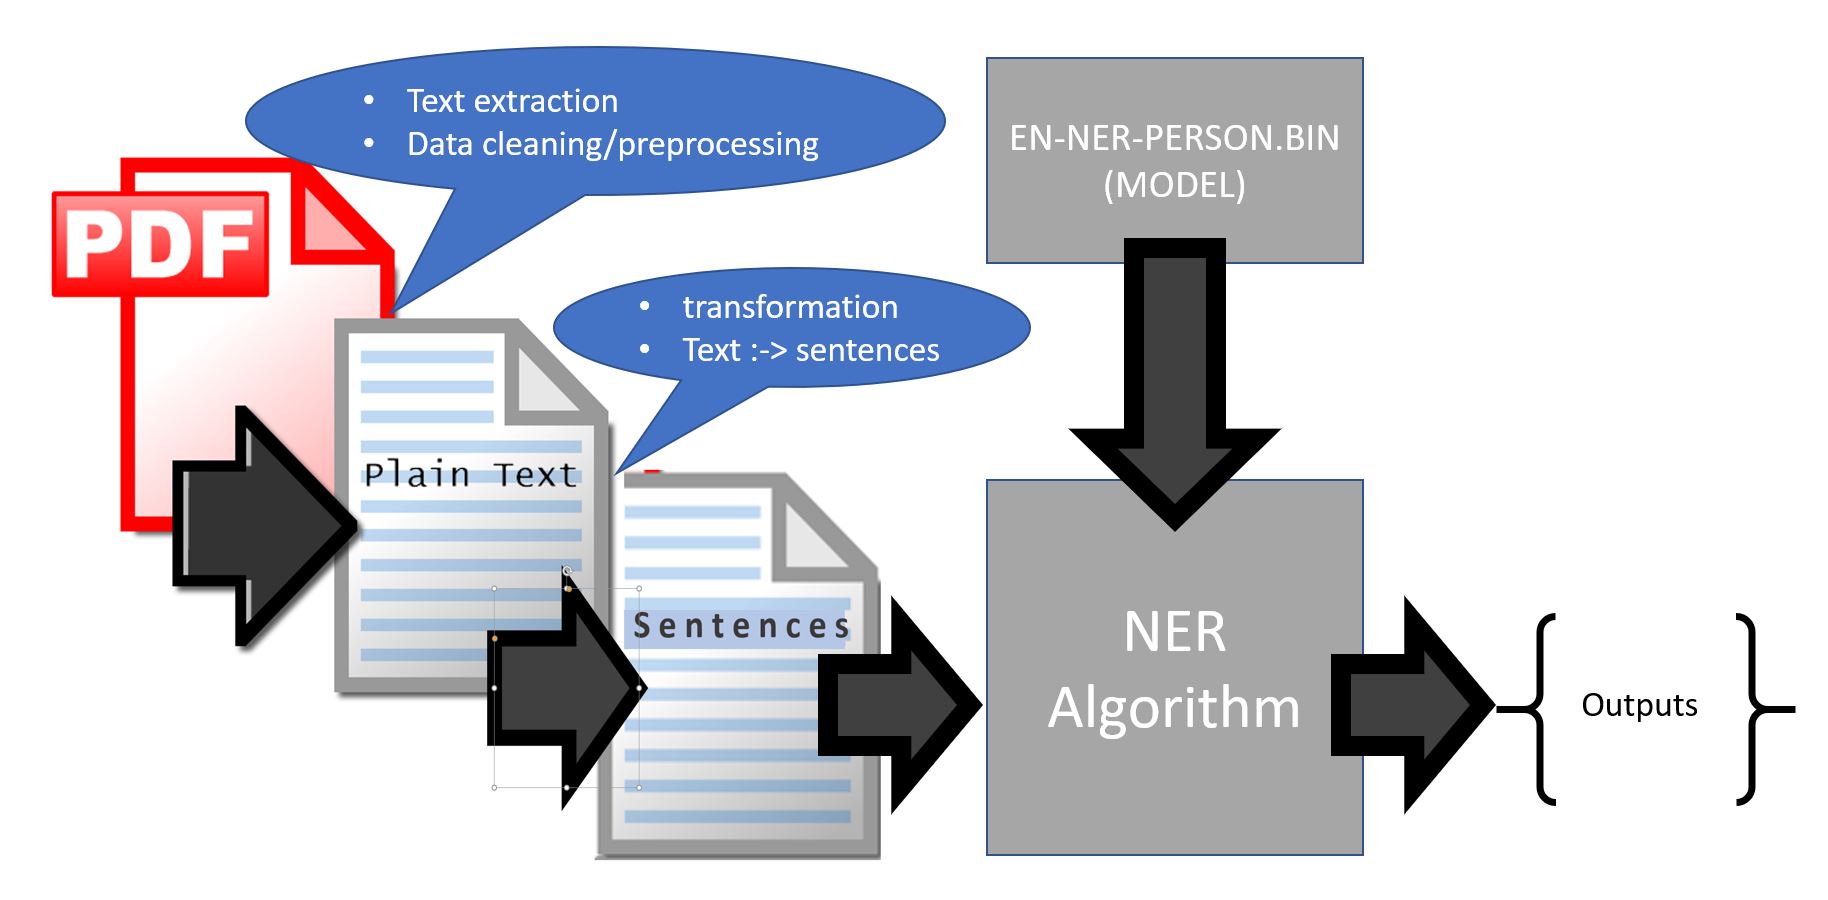 • Text extraction
• Data cleaning/preprocessing
PDF
EN-NER-PERSON.BIN
(MODEL)
• transformation
• Text :-> sentences
Plain Text
Sentences
NER
Algorithm
Outputs